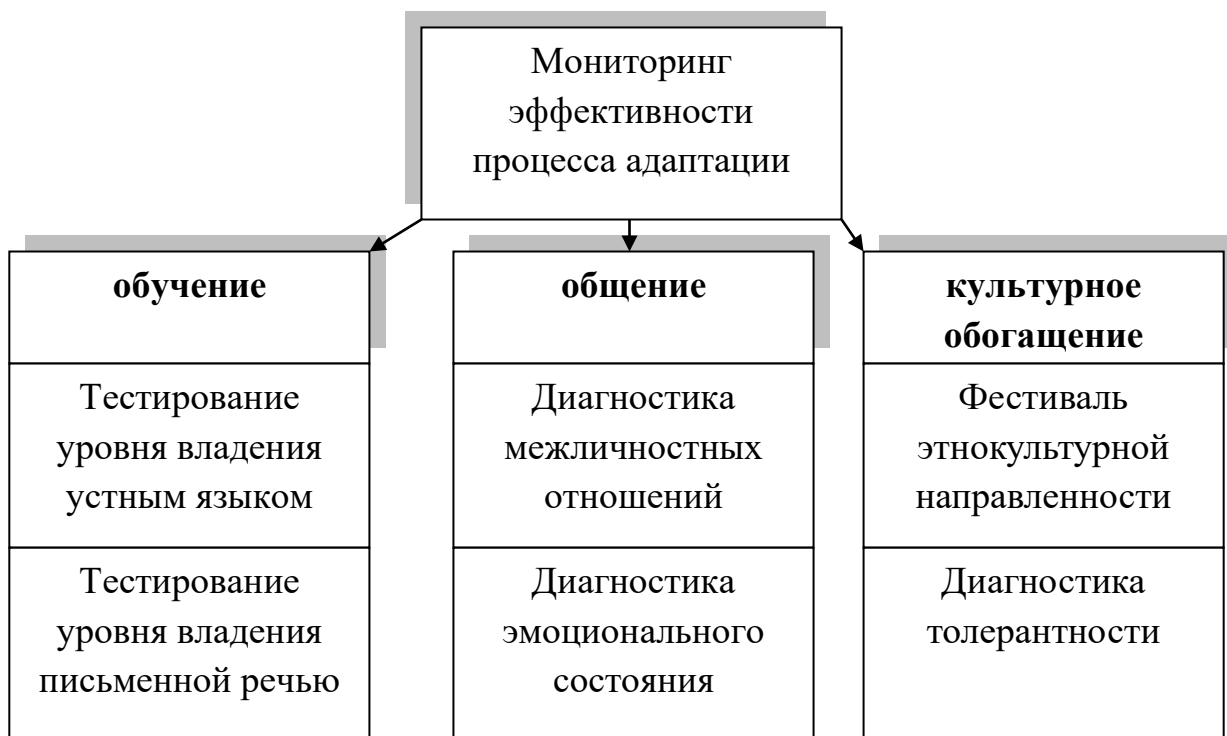 Мониторинг
эффективности
процесса адаптации
обучение
Тестирование
уровня владения
устным языком
Тестирование
уровня владения
письменной речью
общение
Диагностика
межличностных
отношений
Диагностика
эмоционального
состояния
культурное
обогащение
Фестиваль
этнокультурной
направленности
Диагностика
толерантности